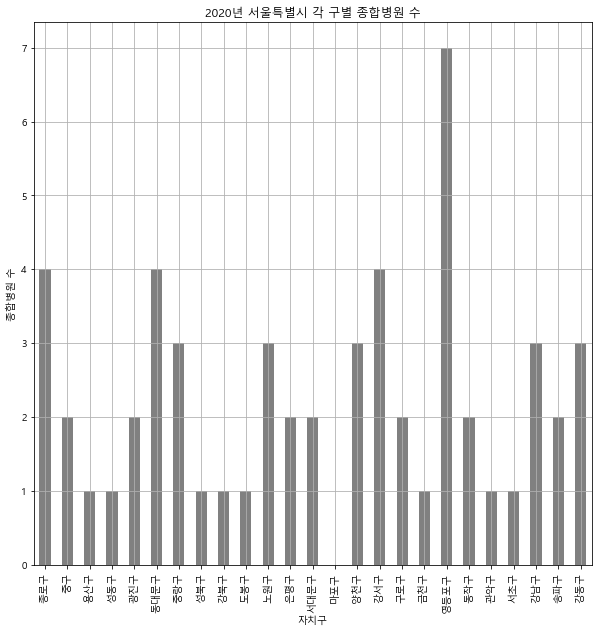 2020년 서울특별시 각 구별 종합병원 수
종합병원 수
7
6
5
4
3
2
1
0
종로구
중구
용산구
성동구
광진구
동대문구
중랑구
성북구
강북구
도봉구
노원구
은평구
서대문구
마포구
양천구
강서구
구로구
금천구
영등포구
동작구
관악구
서초구
강남구
송파구
강동구
자치구